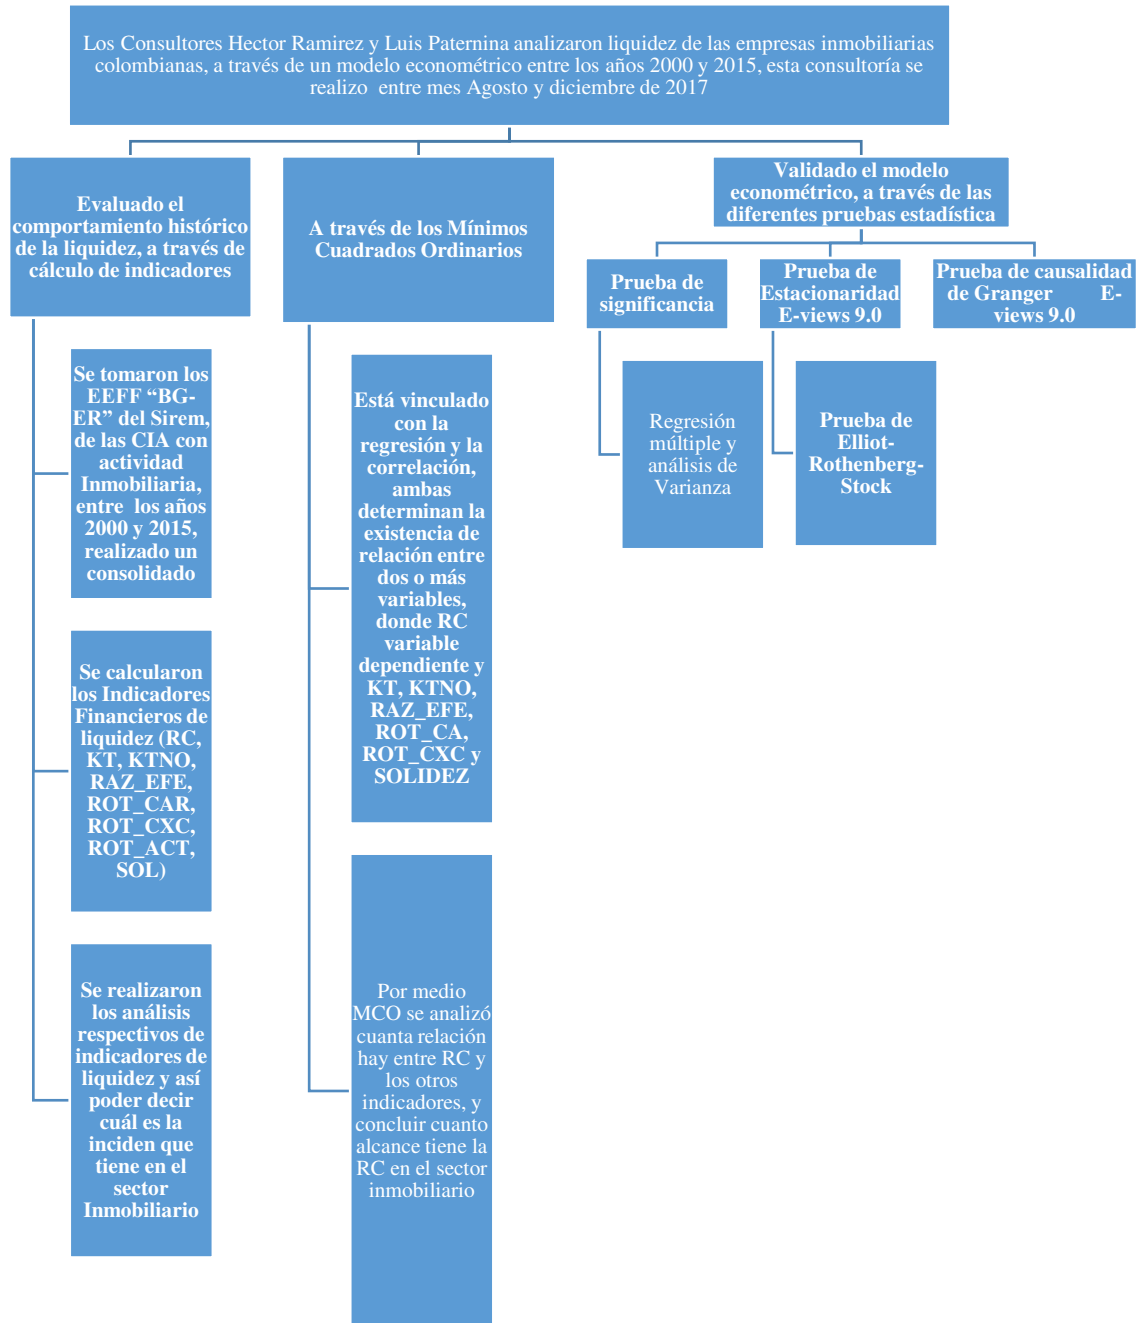 Los Consultores Hector Ramirez y Luis Paternina analizaron liquidez de las empresas inmobiliarias
colombianas, a través de un modelo econométrico entre los años 2000 y 2015, esta consultoría se
realizo entre mes Agosto y diciembre de 2017
Evaluado el
comportamiento histórico
de la liquidez, a través de
cálculo de indicadores
Se tomaron los
EEFF “BG-
ER” del Sirem,
de las CIA con
actividad
Inmobiliaria,
entre los años
2000 y 2015,
realizado un
consolidado
Se calcularon
los Indicadores
Financieros de
liquidez (RC,
KT, KTNO,
RAZ_EFE,
ROT_CAR,
ROT_CXC,
ROT_ACT,
SOL)
Se realizaron
los análisis
respectivos de
indicadores de
liquidez y así
poder decir
cuál es la
inciden que
tiene en el
sector
Inmobiliario
A través de los Mínimos
Cuadrados Ordinarios
Está vinculado
con la
regresión y la
correlación,
ambas
determinan la
existencia de
relación entre
dos o más
variables,
donde RC
variable
dependiente y
KT, KTNO,
RAZ_EFE,
ROT_CA,
ROT_CXC y
SOLIDEZ
Por medio
MCO se analizó
cuanta relación
hay entre RC y
los otros
indicadores, y
concluir cuanto
alcance tiene la
RC en el sector
inmobiliario
Validado el modelo
econométrico, a través de las
diferentes pruebas estadística
Prueba de
significancia
Regresión
múltiple y
análisis de
Varianza
Prueba de
Estacionaridad
E-views 9.0
Prueba de
Elliot-
Rothenberg-
Stock
Prueba de causalidad
de Granger E-
views 9.0